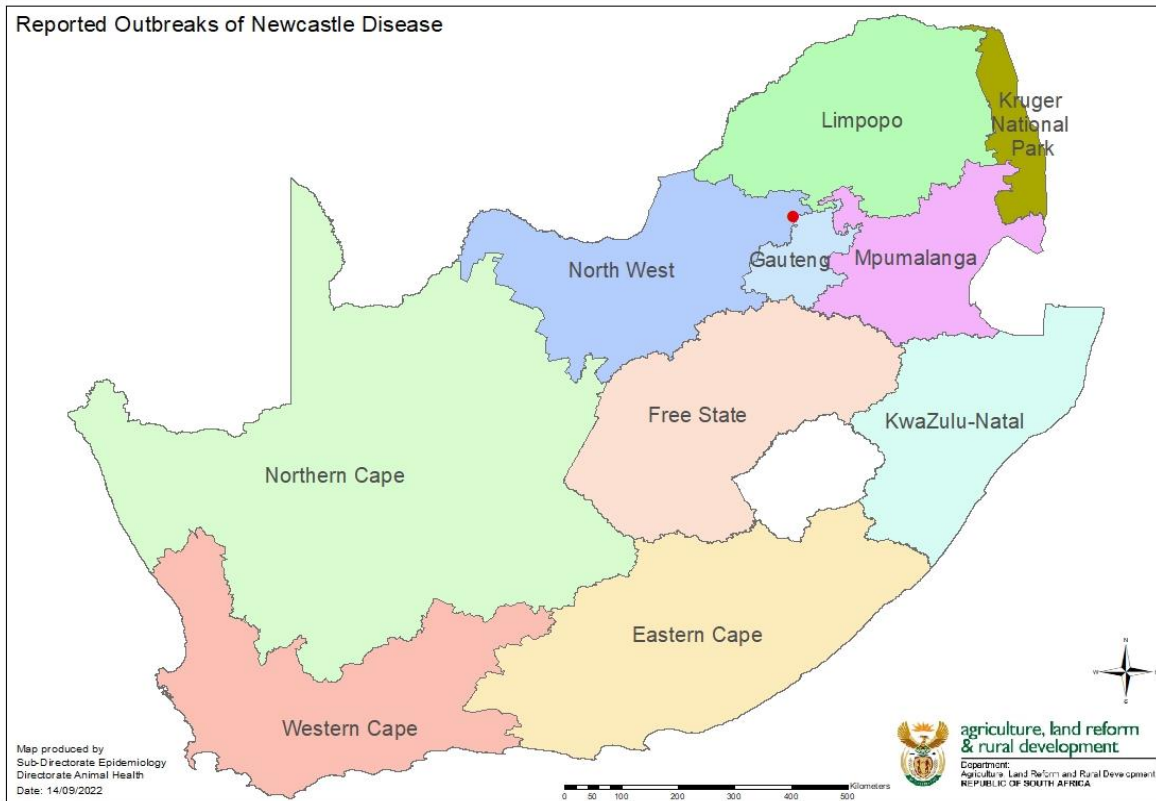 Reported Outbreaks of Newcastle Disease
Limpopo
Kruger
National
Park
North West
Gauteng
Mpumalanga
Free State
KwaZulu-Natal
Northern Cape
Eastern Cape
Western Cape
N
W
S
Map produced by
Sub-Directorate Epidemiology
Directorate Animal Health
Date: 14/09/2022
Kilometers
0 50 100 200 300 400 500
agriculture, land reform
& rural development
Department:
Agriculture, Land Reform and Rural Development
REPUBLIC OF SOUTH AFRICA